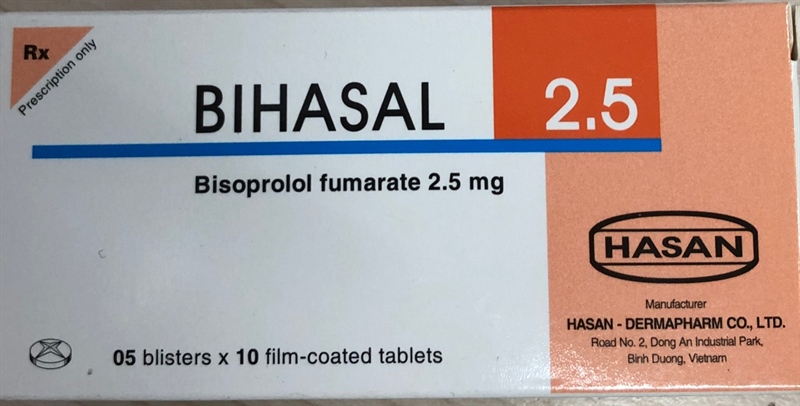 Rx
Prescription only
BIHASAL 2.5
Bisoprolol fumarate 2.5 mg
HASAN
Manufacturer
HASAN - DERMAPHARM CO., LTD.
Road No. 2, Dong An Industrial Park,
Binh Duong, Vietnam
05 blisters x 10 film-coated tablets